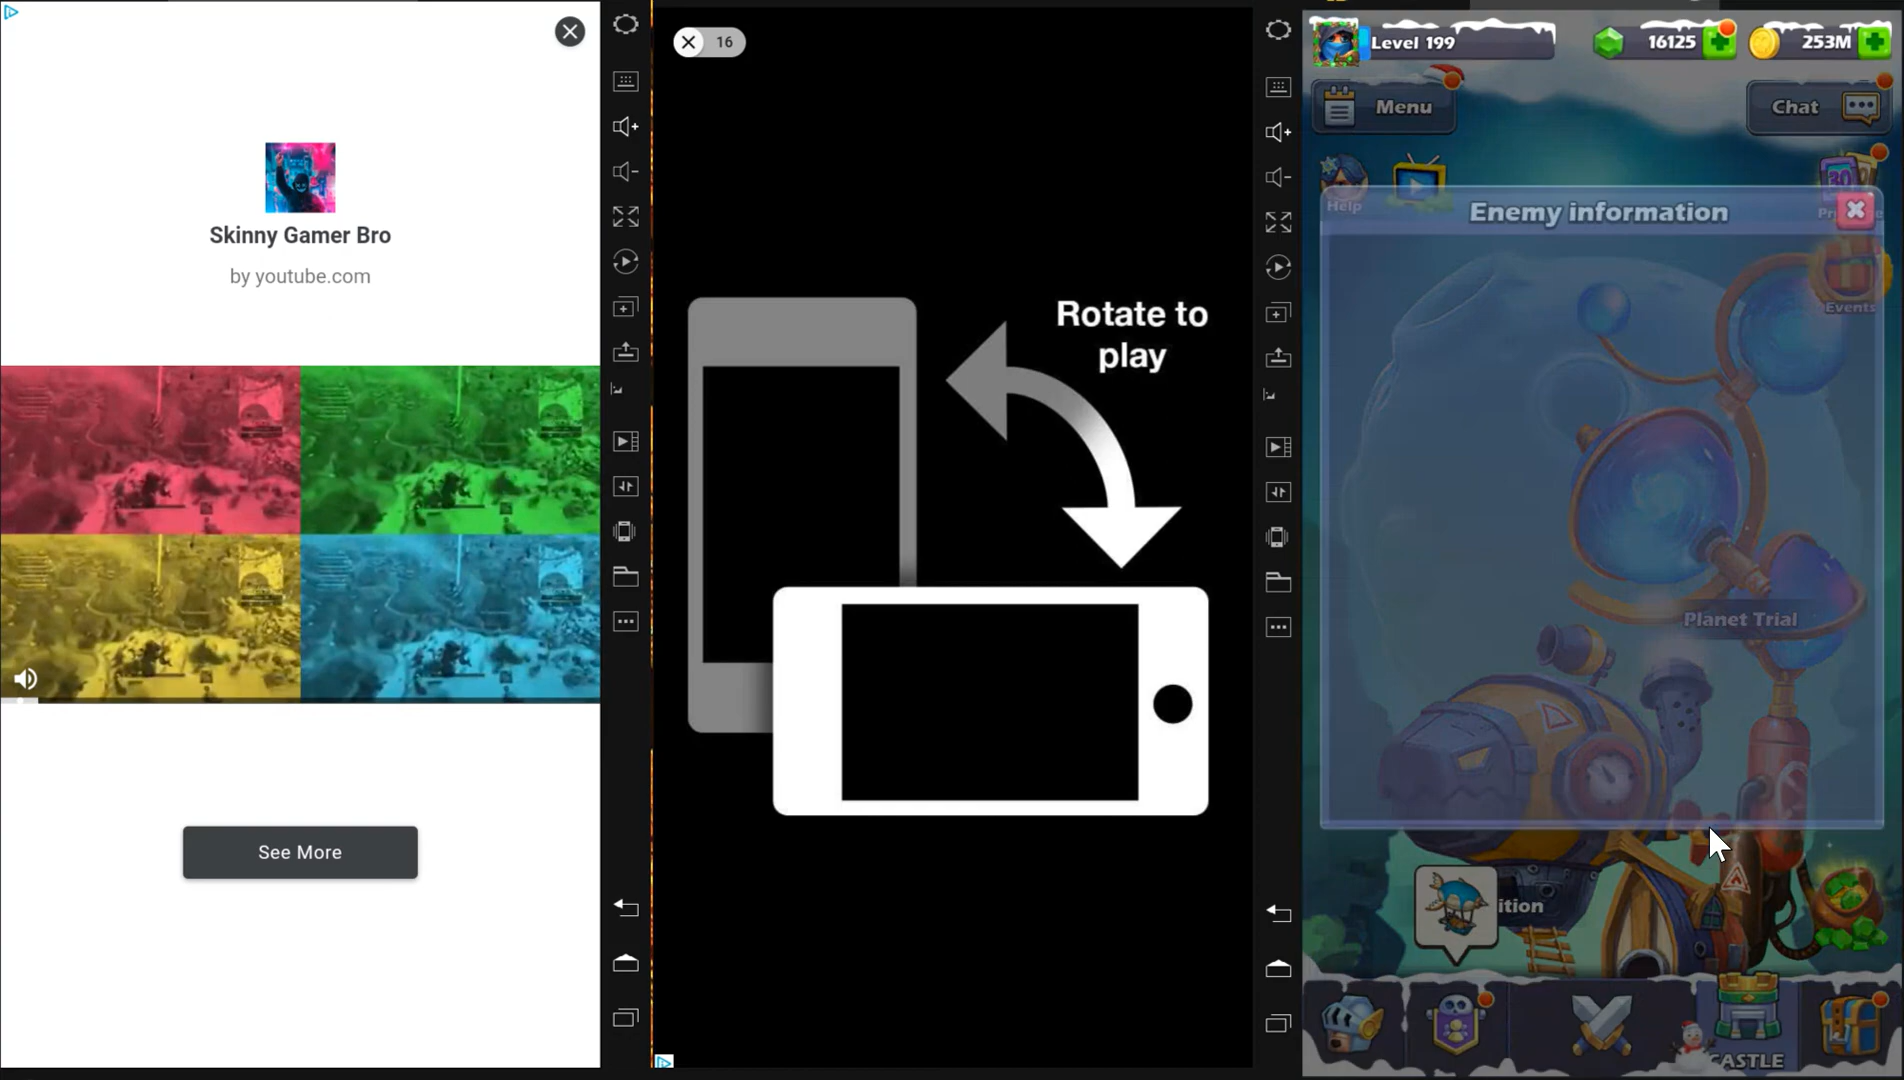 Skinny Gamer Bro
by youtube.com
See More
16
Rotate to
play
Level 199
16125
253M
Menu
Chat
Help
30
Enemy information
Events
Planet Trial
ition
CASTLE